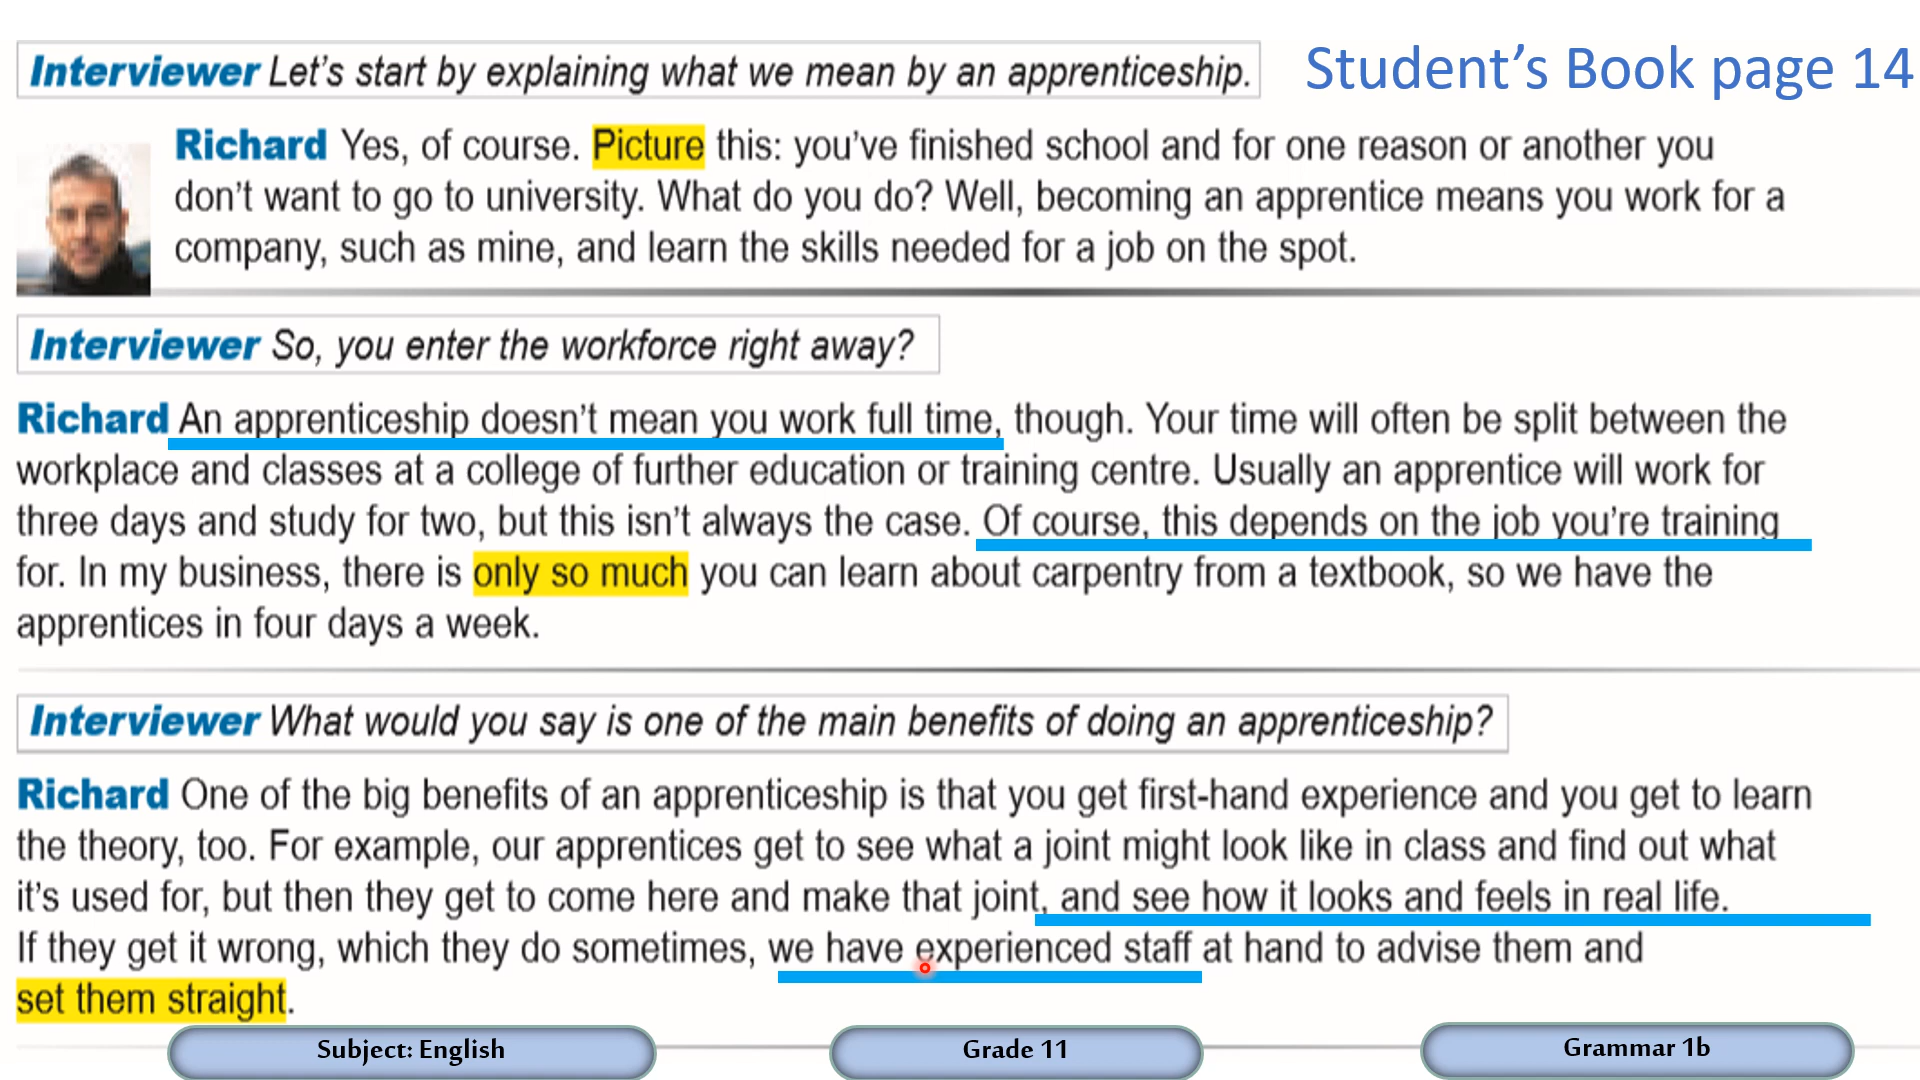 Interviewer Let's start by explaining what we mean by an apprenticeship.
Student's Book page 14
Richard Yes, of course. Picture this: you've finished school and for one reason or another you
don't want to go to university. What do you do? Well, becoming an apprentice means you work for a
company, such as mine, and learn the skills needed for a job on the spot.
Interviewer So, you enter the workforce right away?
Richard An apprenticeship doesn't mean you work full time, though. Your time will often be split between the
workplace and classes at a college of further education or training centre. Usually an apprentice will work for
three days and study for two, but this isn't always the case. Of course, this depends on the job you're training
for. In my business, there is only so much you can learn about carpentry from a textbook, so we have the
apprentices in four days a week.
Interviewer What would you say is one of the main benefits of doing an apprenticeship?
Richard One of the big benefits of an apprenticeship is that you get first-hand experience and you get to learn
the theory, too. For example, our apprentices get to see what a joint might look like in class and find out what
it's used for, but then they get to come here and make that joint, and see how it looks and feels in real life.
If they get it wrong, which they do sometimes, we have experienced staff at hand to advise them and
set them straight.
Subject: English
Grade 11
Grammar 1b